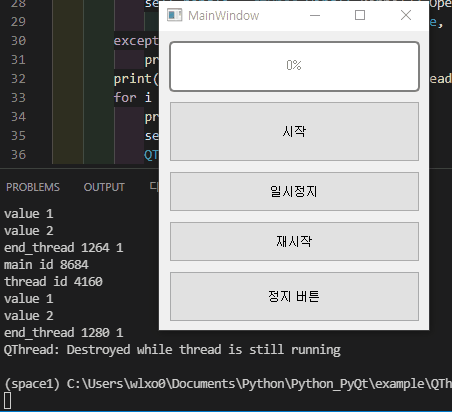 28 se
29
30 except
31 pr
32 print(
33 for i
34 pr
35 se
36 QT
MainWindow
0%
시작
일시정지
재시작
정지 버튼
PROBLEMS OUTPUT
value 1
value 2
end_thread 1264 1
main id 8684
thread id 4160
value 1
value 2
end_thread 1280 1
QThread: Destroyed while thread is still running
(space1) C:\Users\wlxo0\Documents\Python\Python_PyQt\example\QTh